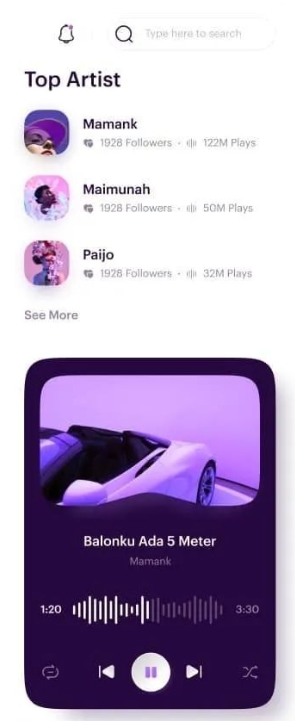 Type here to search
Top Artist
Mamank
1928 Followers · 122M Plays
Maimunah
1928 Followers · 50M Plays
Paijo
1928 Followers · 32M Plays
See More
Balonku Ada 5 Meter
Mamank
1:20 3:30